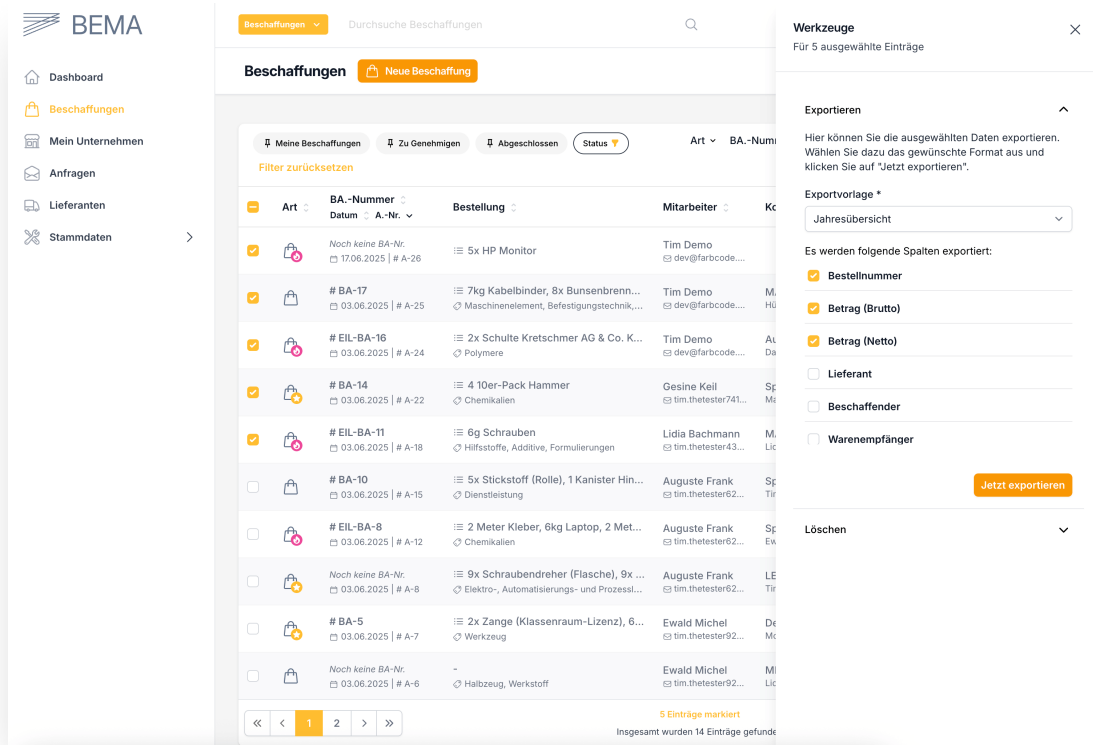 BEMA
Dashboard
Beschaffungen
Mein Unternehmen
Anfragen
Lieferanten
Stammdaten
Beschaffungen
Durchsuche Beschaffungen
Beschaffungen
Neue Beschaffung
Meine Beschaffungen
Zu Genehmigen
Abgeschlossen
Status
Art
BA.-Numm
Filter zurücksetzen
Art
BA.-Nummer
Datum A.-Nr.
Bestellung
Mitarbeiter
Ko
Noch keine BA-Nr.
17.06.2025 | # A-26
5x HP Monitor
Tim Demo
dev@farbcode....
# BA-17
03.06.2025 | # A-25
7kg Kabelbinder, 8x Bunsenbrenn...
Maschinenelement, Befestigungstechnik,...
Tim Demo
dev@farbcode....
# EIL-BA-16
03.06.2025 | # A-24
2x Schulte Kretschmer AG & Co. K...
Polymere
Tim Demo
dev@farbcode....
Au
Da
# BA-14
03.06.2025 | # A-22
4 10er-Pack Hammer
Chemikalien
Gesine Keil
tim.thetester741...
Sp
Ma
# EIL-BA-11
03.06.2025 | # A-18
6g Schrauben
Hilfsstoffe, Additive, Formulierungen
Lidia Bachmann
tim.thetester43...
# BA-10
03.06.2025 | # A-15
5x Stickstoff (Rolle), 1 Kanister Hin...
Dienstleistung
Auguste Frank
tim.thetester62...
Sp
# EIL-BA-8
03.06.2025 | # A-12
2 Meter Kleber, 6kg Laptop, 2 Met...
Chemikalien
Auguste Frank
tim.thetester62...
Sp
Noch keine BA-Nr.
03.06.2025 | # A-8
9x Schraubendreher (Flasche), 9x ...
Elektro-, Automatisierungs- und Prozessl...
Auguste Frank
tim.thetester62...
LE
# BA-5
03.06.2025 | # A-7
2x Zange (Klassenraum-Lizenz), 6...
Werkzeug
Ewald Michel
tim.thetester92...
De
Noch keine BA-Nr.
03.06.2025 | # A-6
-
Halbzeug, Werkstoff
Ewald Michel
tim.thetester92...
1
2
5 Einträge markiert
Insgesamt wurden 14 Einträge gefunde
Werkzeuge
Für 5 ausgewählte Einträge
Exportieren
Hier können Sie die ausgewählten Daten exportieren.
Wählen Sie dazu das gewünschte Format aus und
klicken Sie auf "Jetzt exportieren".
Exportvorlage *
Jahresübersicht
Es werden folgende Spalten exportiert:
Bestellnummer
Betrag (Brutto)
Betrag (Netto)
Lieferant
Beschaffender
Warenempfänger
Jetzt exportieren
Löschen